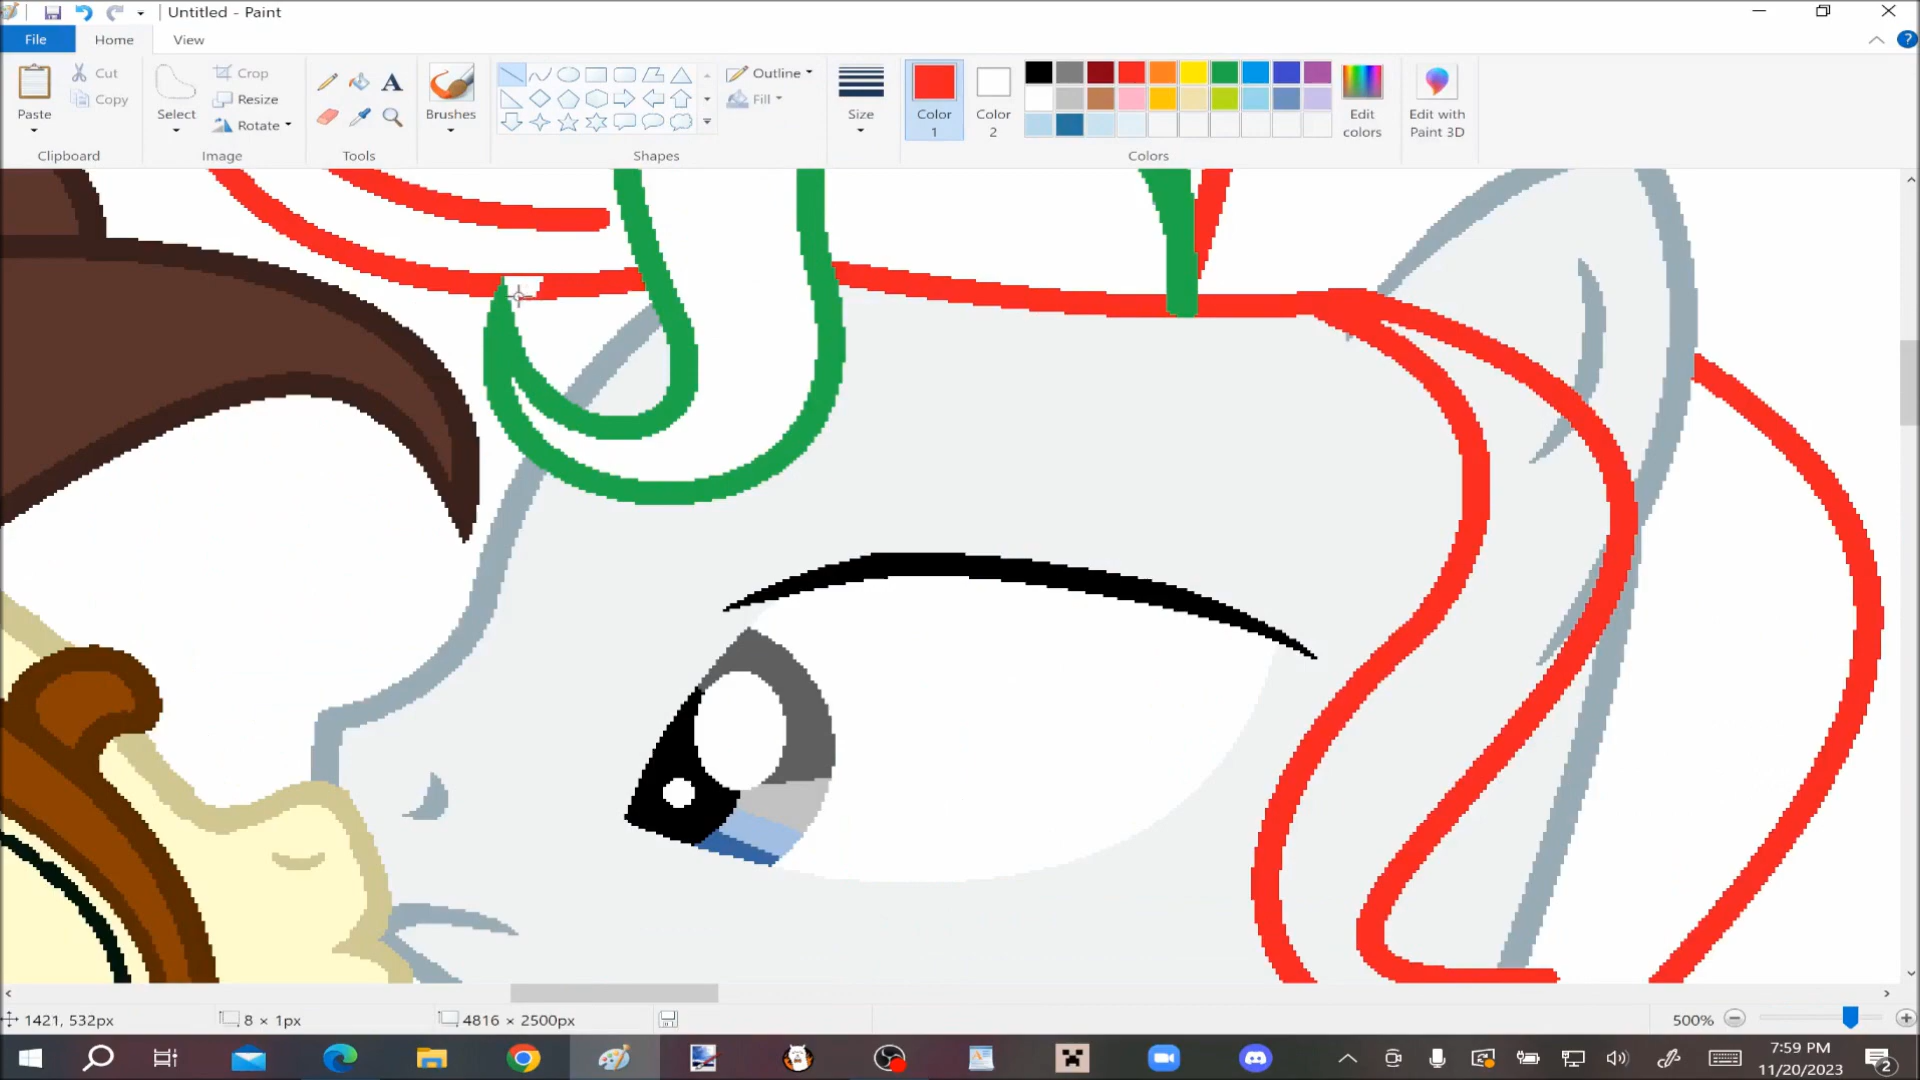 Untitled - Paint
File Home View
Paste Cut Copy
Clipboard
Select Crop Resize Rotate
Image
A
Tools
Brushes
Shapes
Outline Fill
Size
Color 1
Color 2
Edit colors
Colors
Edit with Paint 3D
1421, 532px
8 × 1px
4816 × 2500px
500%
7:59 PM
11/20/2023
2